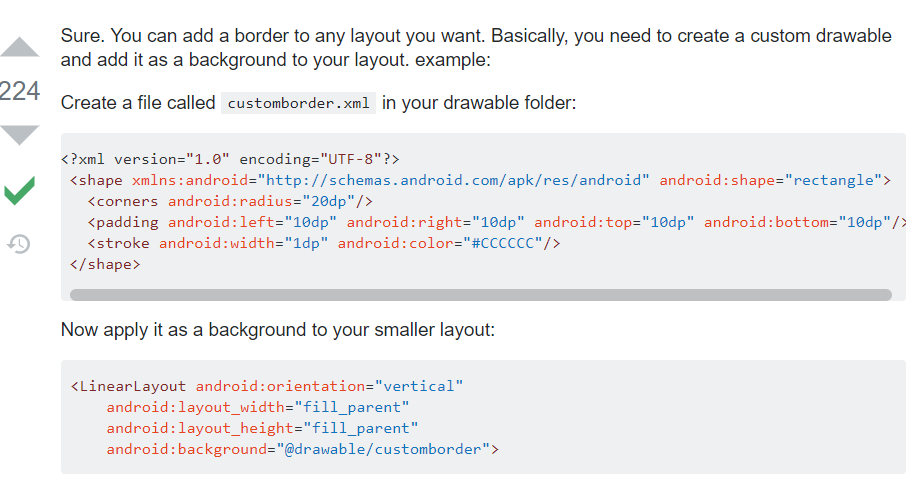 Sure. You can add a border to any layout you want. Basically, you need to create a custom drawable
and add it as a background to your layout. example:
224
Create a file called customborder.xml in your drawable folder:
<?xml version="1.0" encoding="UTF-8"?>
<shape xmlns:android="http://schemas.android.com/apk/res/android" android:shape="rectangle">
<corners android:radius="20dp"/>
<padding android:left="10dp" android:right="10dp" android:top="10dp" android:bottom="10dp"/>
<stroke android:width="1dp" android:color="#CCCCCC"/>
</shape>
Now apply it as a background to your smaller layout:
<LinearLayout android:orientation="vertical"
android:layout_width="fill_parent"
android:layout_height="fill_parent"
android:background="@drawable/customborder">